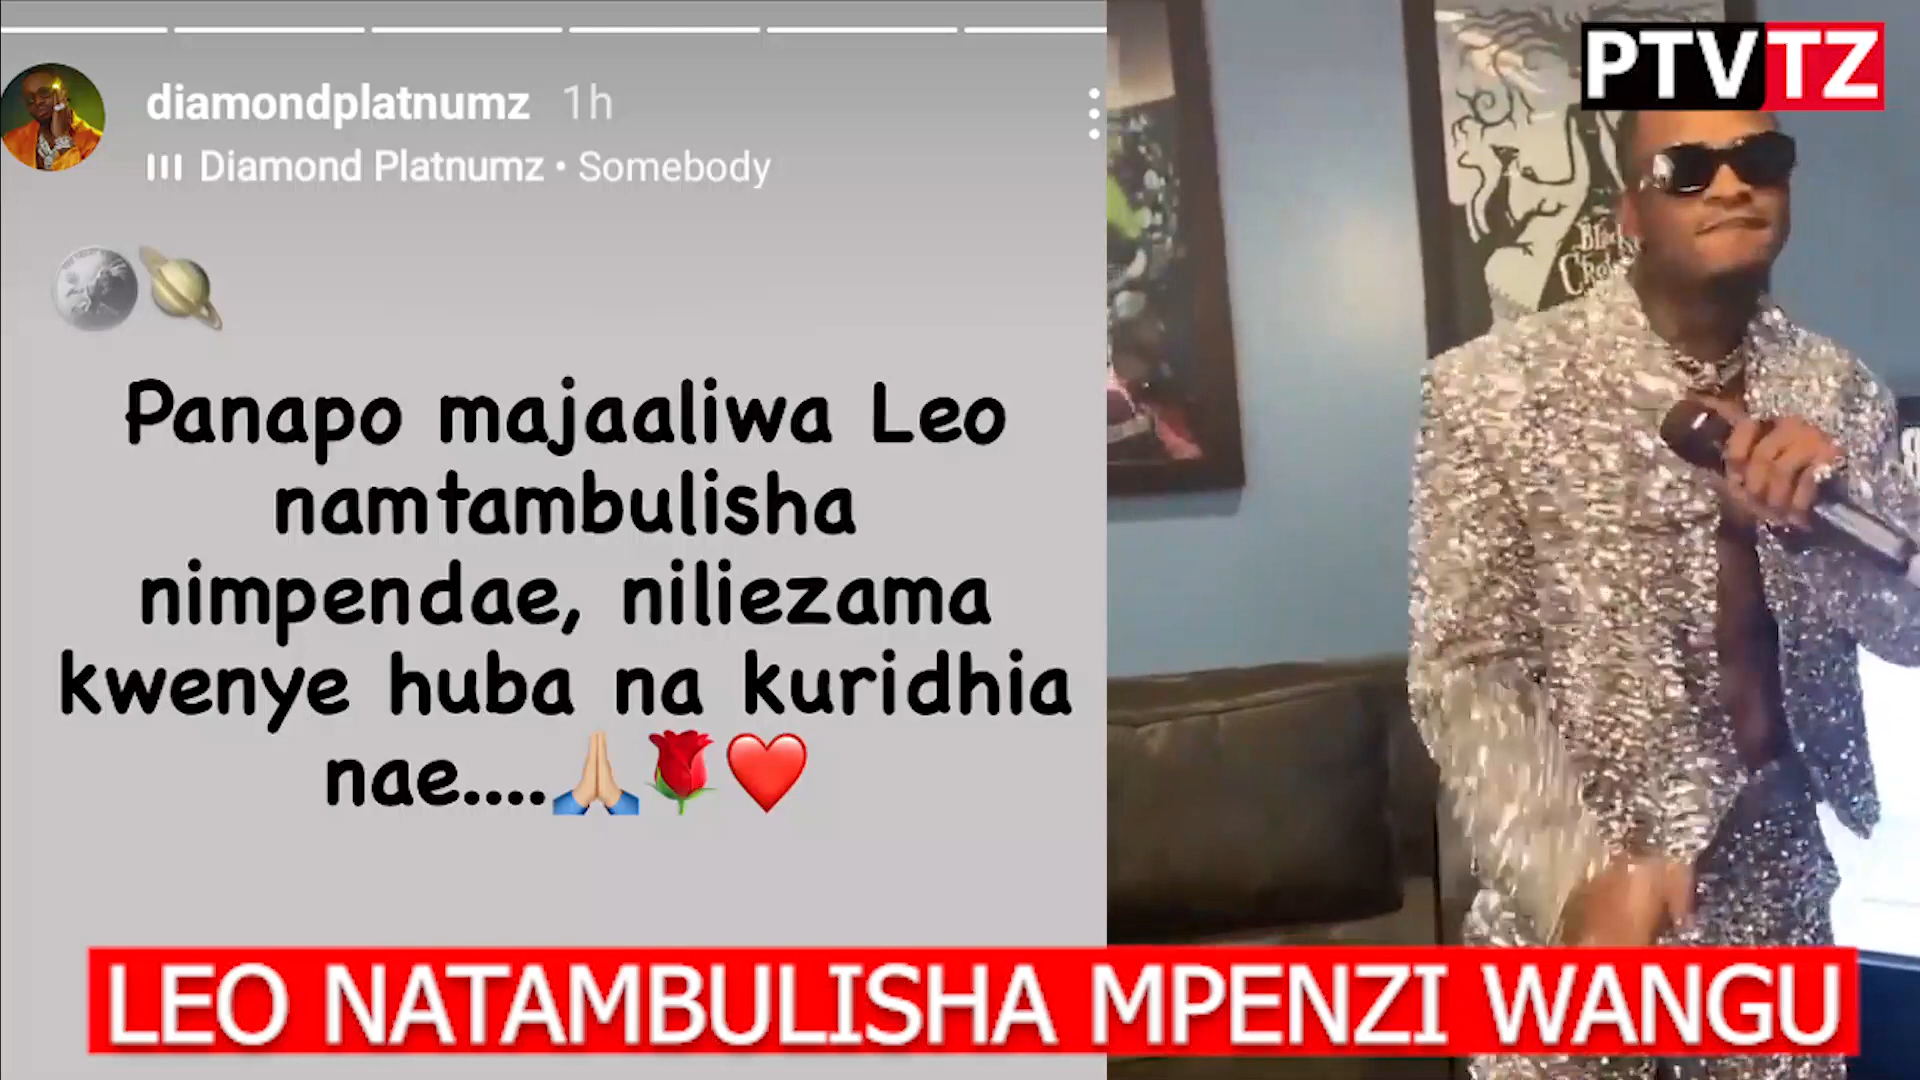 diamondplatnumz 1h
Diamond Platnumz • Somebody
Panapo majaaliwa Leo
namtambulisha
nimpendae, niliezama
kwenye huba na kuridhia
nae....🙏🏼🌹❤️
PTVTZ
Black
LEO NATAMBULISHA MPENZI WANGU